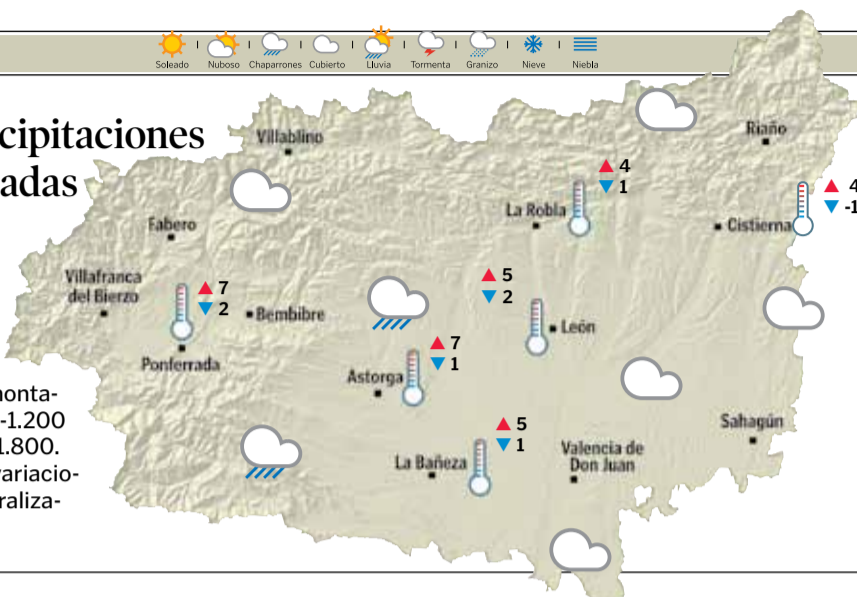 Soleado Nuboso Chaparrones Cubierto Lluvia Tormenta Granizo Nieve Niebla
cipitaciones
adas
Villablino
Riaño
4
1
4
-1
La Robla
Cistierna
Fabero
Villafranca
del Bierzo
7
2
Bembibre
5
2
León
Ponferrada
7
1
Astorga
monta-
-1.200
1.800.
variacio-
raliza-
5
1
La Bañeza
Valencia de
Don Juan
Sahagún